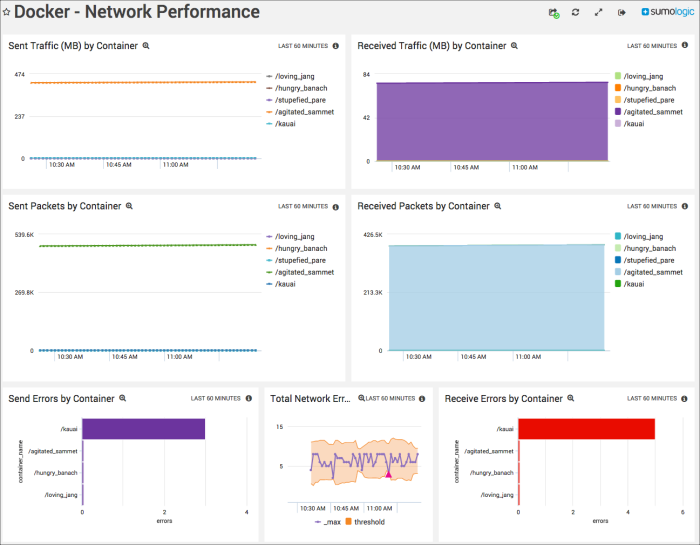 Docker - Network Performance
sumologic
Sent Traffic (MB) by Container
LAST 60 MINUTES
474
237
0
10:30 AM 10:45 AM 11:00 AM
/loving_jang
/hungry_banach
/stupefied_pare
/agitated_sammet
/kauai
Received Traffic (MB) by Container
LAST 60 MINUTES
84
42
0
10:30 AM 10:45 AM 11:00 AM
/loving_jang
/hungry_banach
/stupefied_pare
/agitated_sammet
/kauai
Sent Packets by Container
LAST 60 MINUTES
539.6K
269.8K
0
10:30 AM 10:45 AM 11:00 AM
/loving_jang
/hungry_banach
/stupefied_pare
/agitated_sammet
/kauai
Received Packets by Container
LAST 60 MINUTES
426.5K
213.3K
0
10:30 AM 10:45 AM 11:00 AM
/loving_jang
/hungry_banach
/stupefied_pare
/agitated_sammet
/kauai
Send Errors by Container
LAST 60 MINUTES
container_name
/kauai
/agitated_sammet
/hungry_banach
/loving_jang
0 2 4
errors
Total Network Err...
LAST 60 MINUTES
15
5
10:30 AM 10:45 AM 11:00 AM
_max threshold
Receive Errors by Container
LAST 60 MINUTES
container_name
/kauai
/agitated_sammet
/hungry_banach
/loving_jang
0 2 4 6
errors